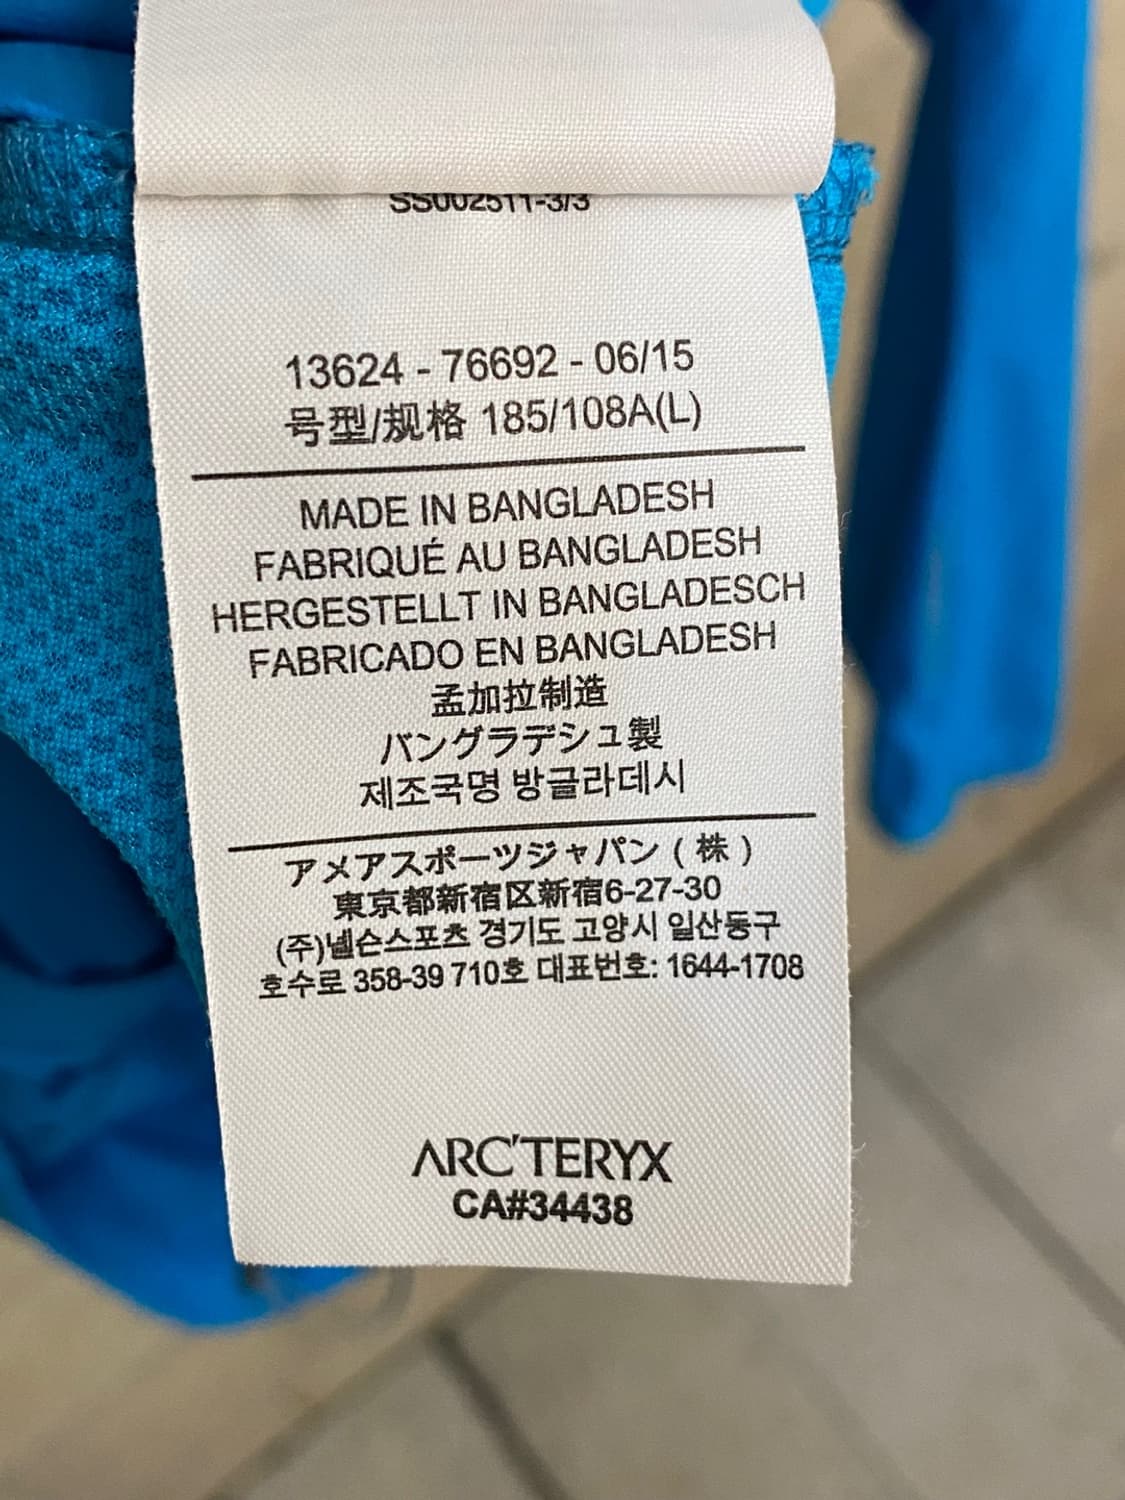 SS002511-3/3
13624 - 76692 - 06/15
号型/规格 185/108A(L)
MADE IN BANGLADESH
FABRIQUÉ AU BANGLADESH
HERGESTELLT IN BANGLADESCH
FABRICADO EN BANGLADESH
孟加拉制造
バングラデシュ製
제조국명 방글라데시
アメアスポーツジャパン ( 株 )
東京都新宿区新宿6-27-30
(주)넬슨스포츠 경기도 고양시 일산동구
호수로 358-39 710호 대표번호: 1644-1708
ARC'TERYX
CA#34438